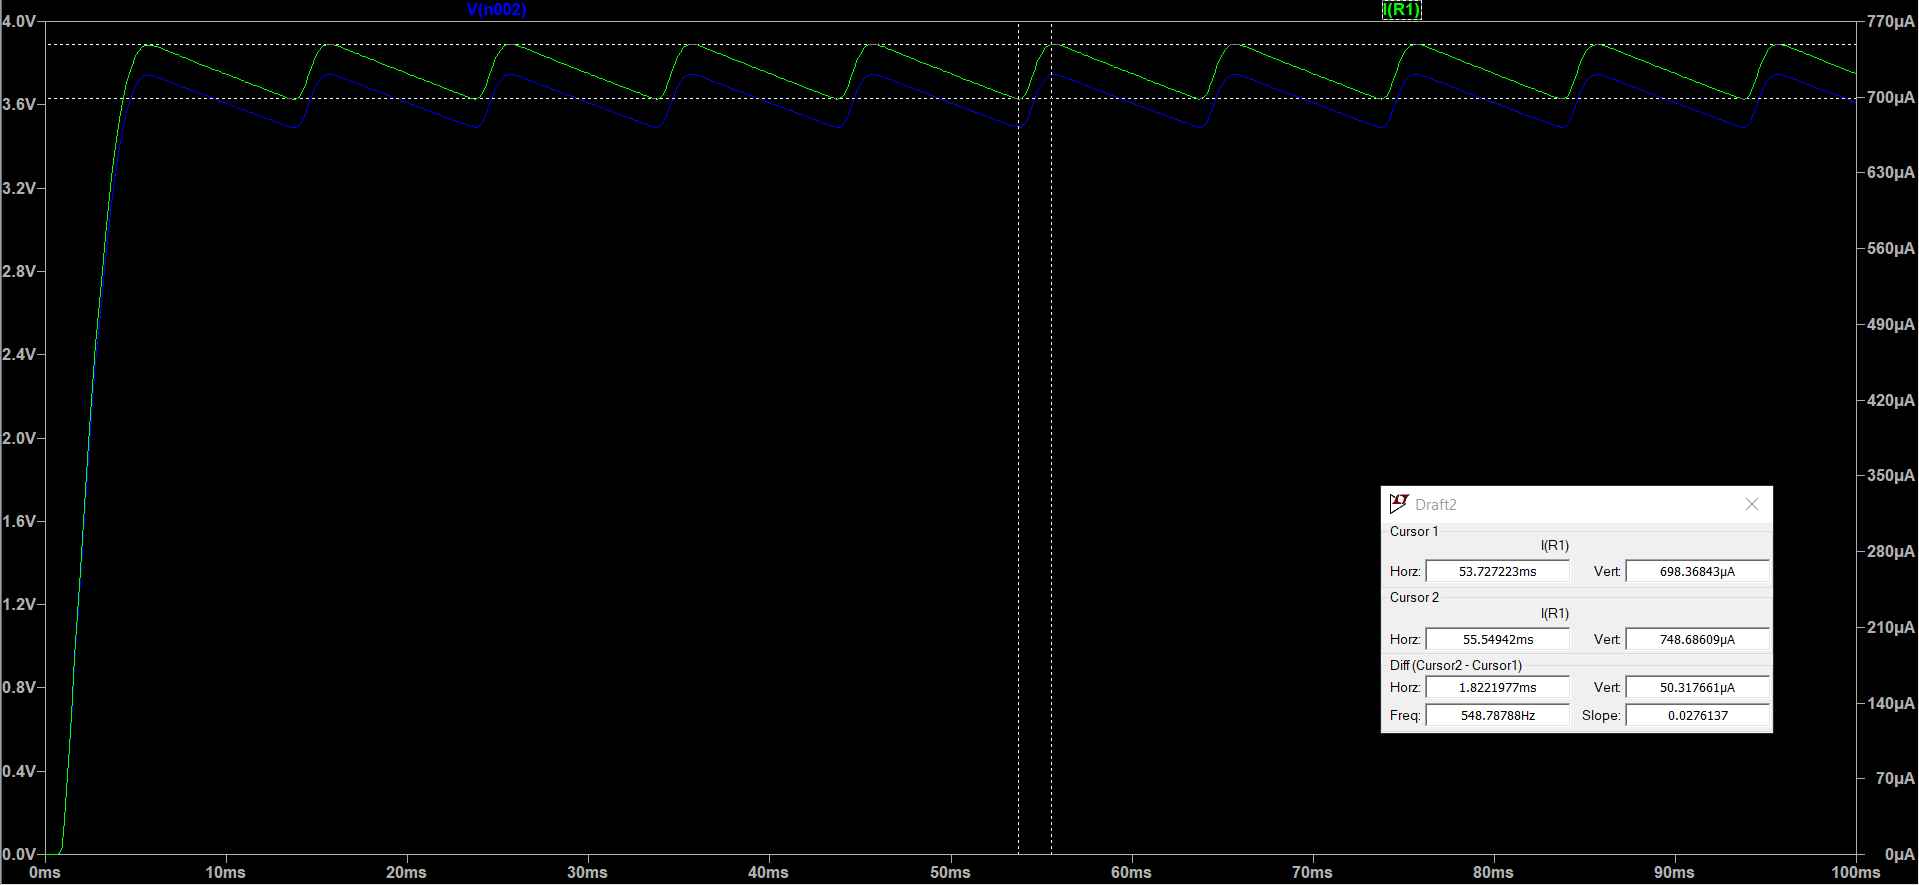 V(n002)
I(R1)
4.0V
3.6V
3.2V
2.8V
2.4V
2.0V
1.6V
1.2V
0.8V
0.4V
0.0V
770µA
700µA
630µA
560µA
490µA
420µA
350µA
280µA
210µA
140µA
70µA
0µA
0ms 10ms 20ms 30ms 40ms 50ms 60ms 70ms 80ms 90ms 100ms
Draft2
Cursor 1
I(R1)
Horz: 53.727223ms Vert: 698.36843µA
Cursor 2
I(R1)
Horz: 55.54942ms Vert: 748.68609µA
Diff (Cursor2 - Cursor1)
Horz: 1.8221977ms Vert: 50.317661µA
Freq: 548.78788Hz Slope: 0.0276137